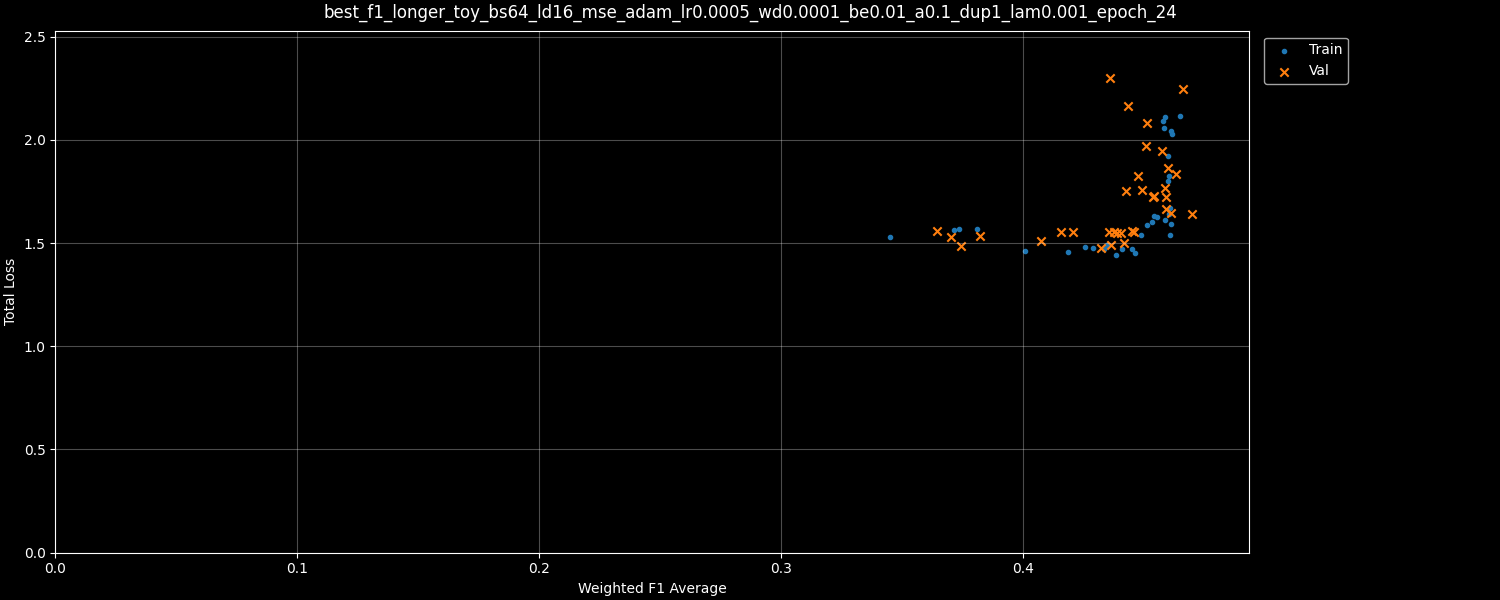 best_f1_longer_toy_bs64_ld16_mse_adam_lr0.0005_wd0.0001_be0.01_a0.1_dup1_lam0.001_epoch_24
Train
Val
2.5
2.0
1.5
1.0
0.5
0.0
Total Loss
0.0 0.1 0.2 0.3 0.4
Weighted F1 Average